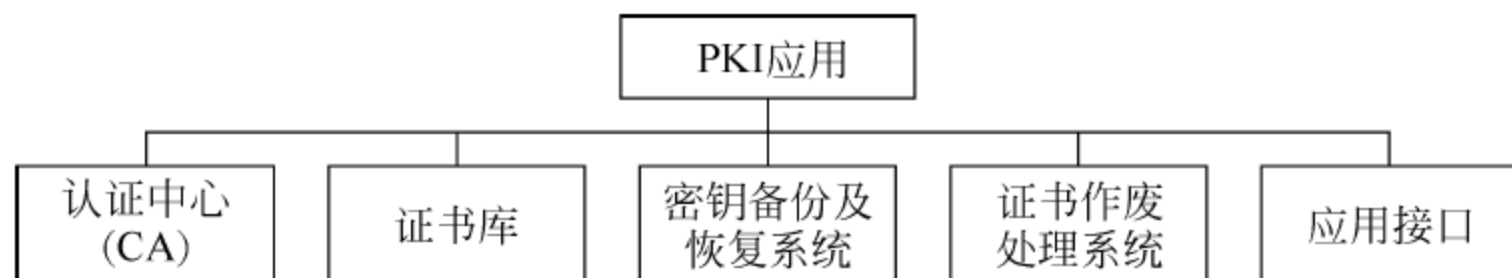 PKI应用
认证中心
(CA)
证书库
密钥备份及
恢复系统
证书作废
处理系统
应用接口